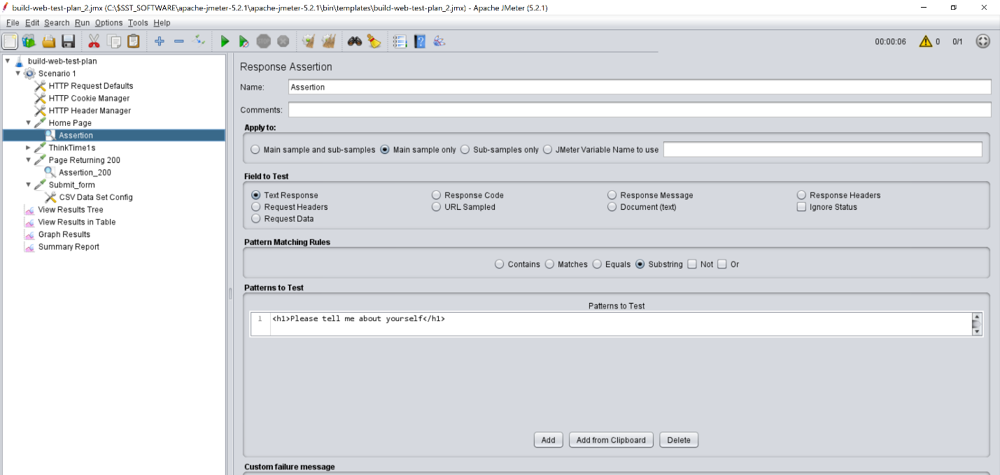 build-web-test-plan_2.jmx (C:\$SST_SOFTWARE\apache-jmeter-5.2.1\apache-jmeter-5.2.1\bin\templates\build-web-test-plan_2.jmx) - Apache JMeter (5.2.1)
File Edit Search Run Options Tools Help
00:00:06 0 0/1
build-web-test-plan
Scenario 1
HTTP Request Defaults
HTTP Cookie Manager
HTTP Header Manager
Home Page
Assertion
ThinkTime1s
Page Returning 200
Assertion_200
Submit_form
CSV Data Set Config
View Results Tree
View Results in Table
Graph Results
Summary Report
Response Assertion
Name: Assertion
Comments:
Apply to:
Main sample and sub-samples Main sample only Sub-samples only JMeter Variable Name to use
Field to Test
Text Response Response Code Response Message Response Headers
Request Headers URL Sampled Document (text) Ignore Status
Request Data
Pattern Matching Rules
Contains Matches Equals Substring Not Or
Patterns to Test
Patterns to Test
1 <h1>Please tell me about yourself</h1>
Add Add from Clipboard Delete
Custom failure message